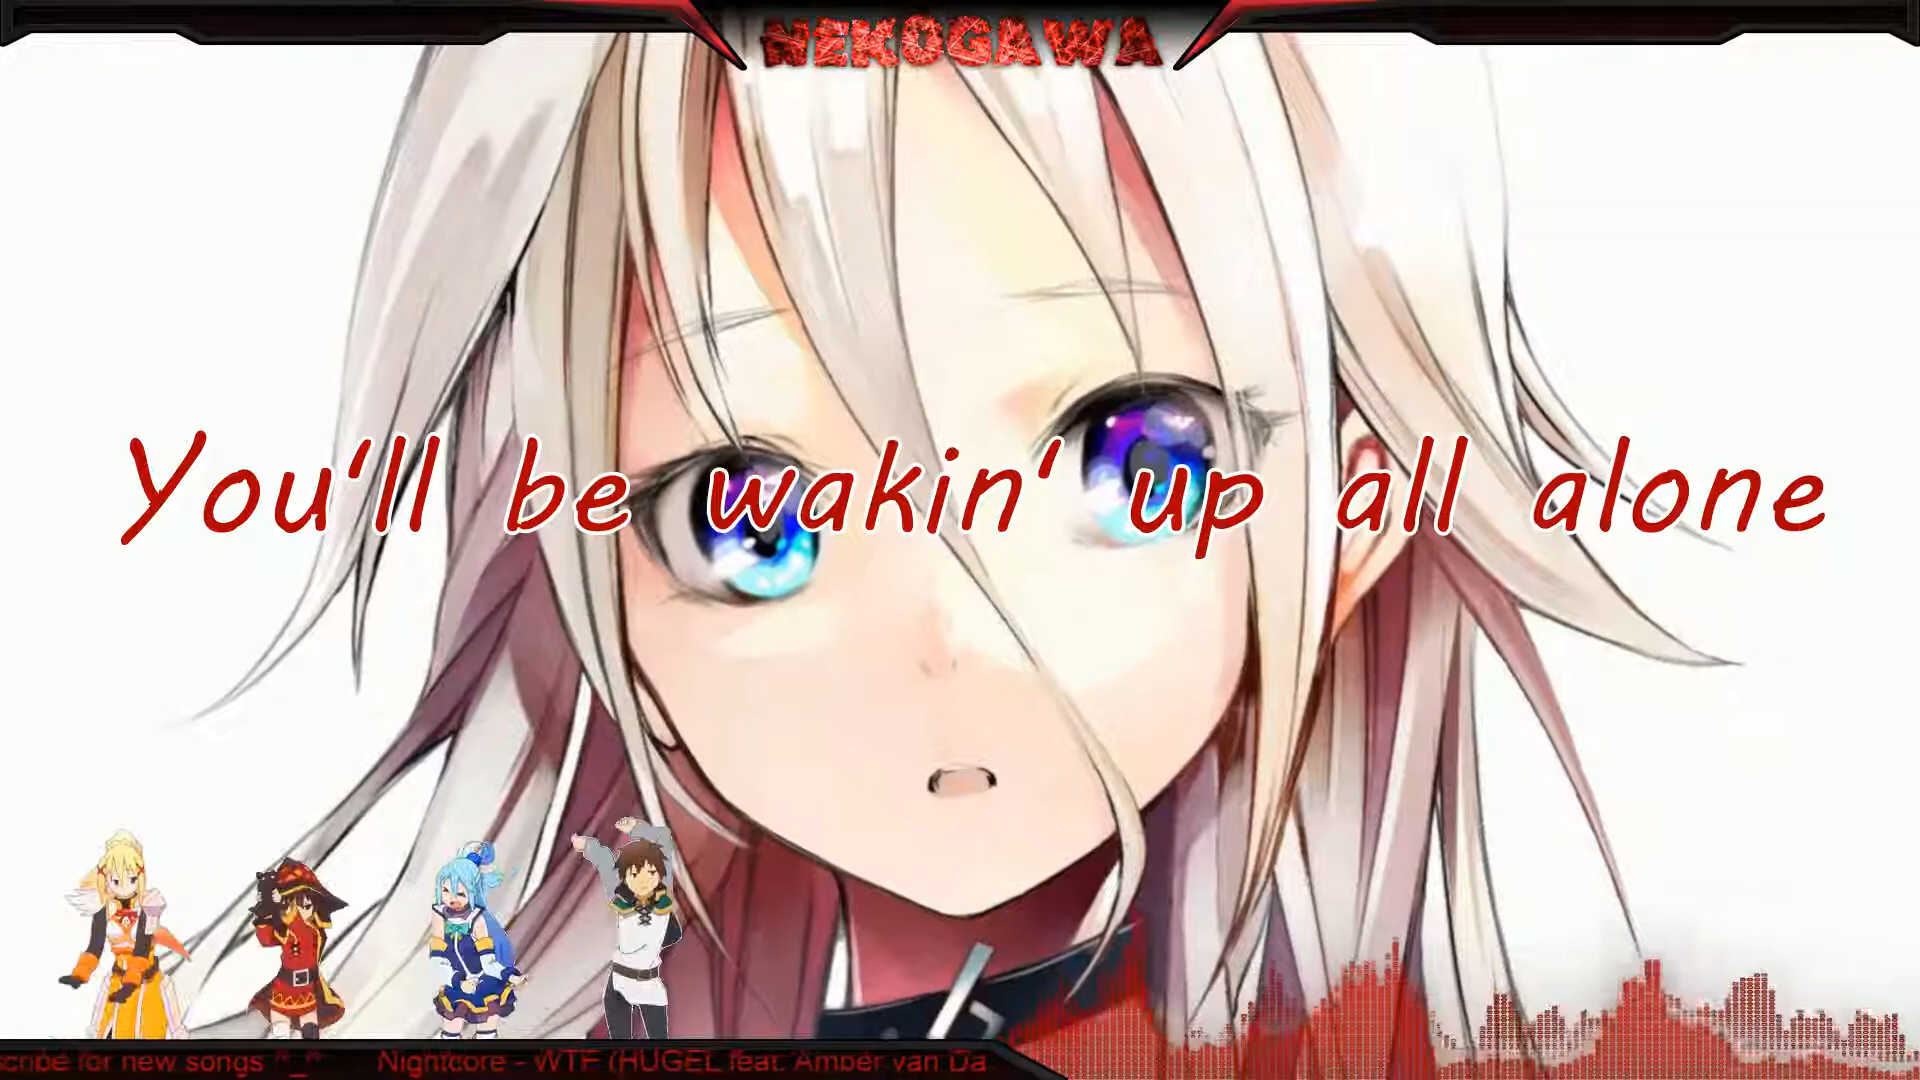 NEKOGAWA
You'll be wakin' up all alone
scribe for new songs ^_^ Nightcore - WTF (HUGEL feat. Amber van Da